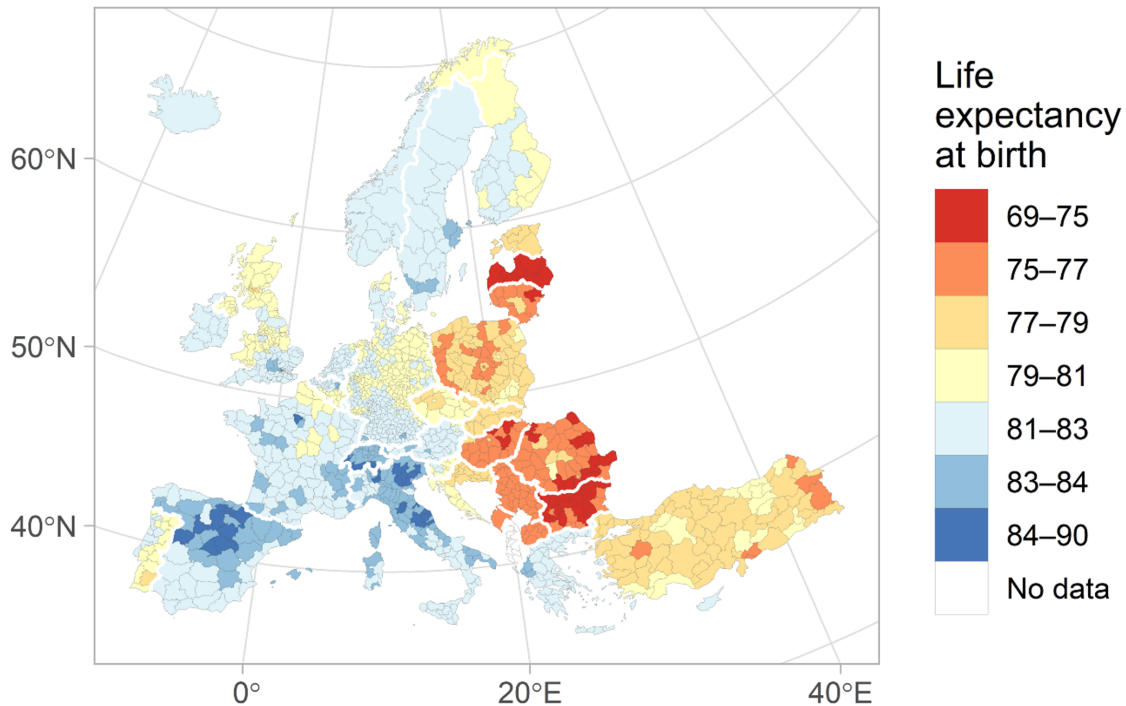 60°N
50°N
40°N
0°
20°E
40°E
Life
expectancy
at birth
69–75
75–77
77–79
79–81
81–83
83–84
84–90
No data